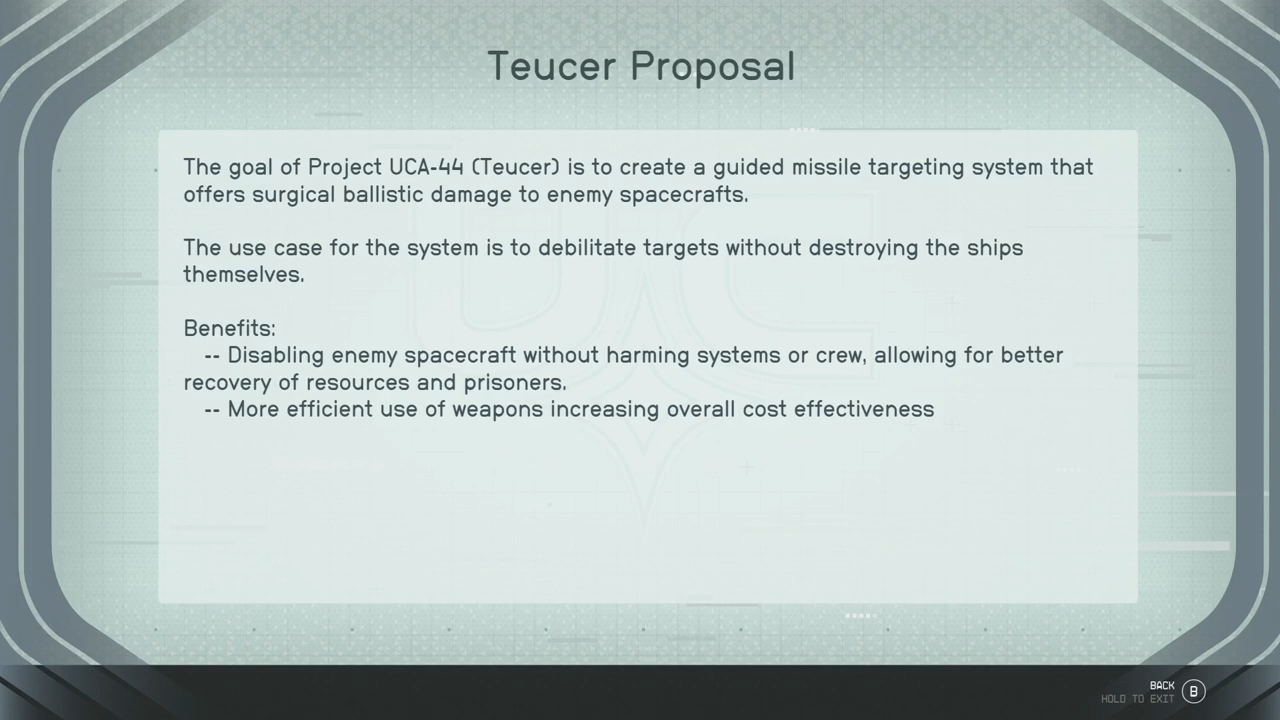 Teucer Proposal
The goal of Project UCA-44 (Teucer) is to create a guided missile targeting system that
offers surgical ballistic damage to enemy spacecrafts.
The use case for the system is to debilitate targets without destroying the ships
themselves.
Benefits:
-- Disabling enemy spacecraft without harming systems or crew, allowing for better
recovery of resources and prisoners.
-- More efficient use of weapons increasing overall cost effectiveness
UC
BACK
HOLD TO EXIT
B